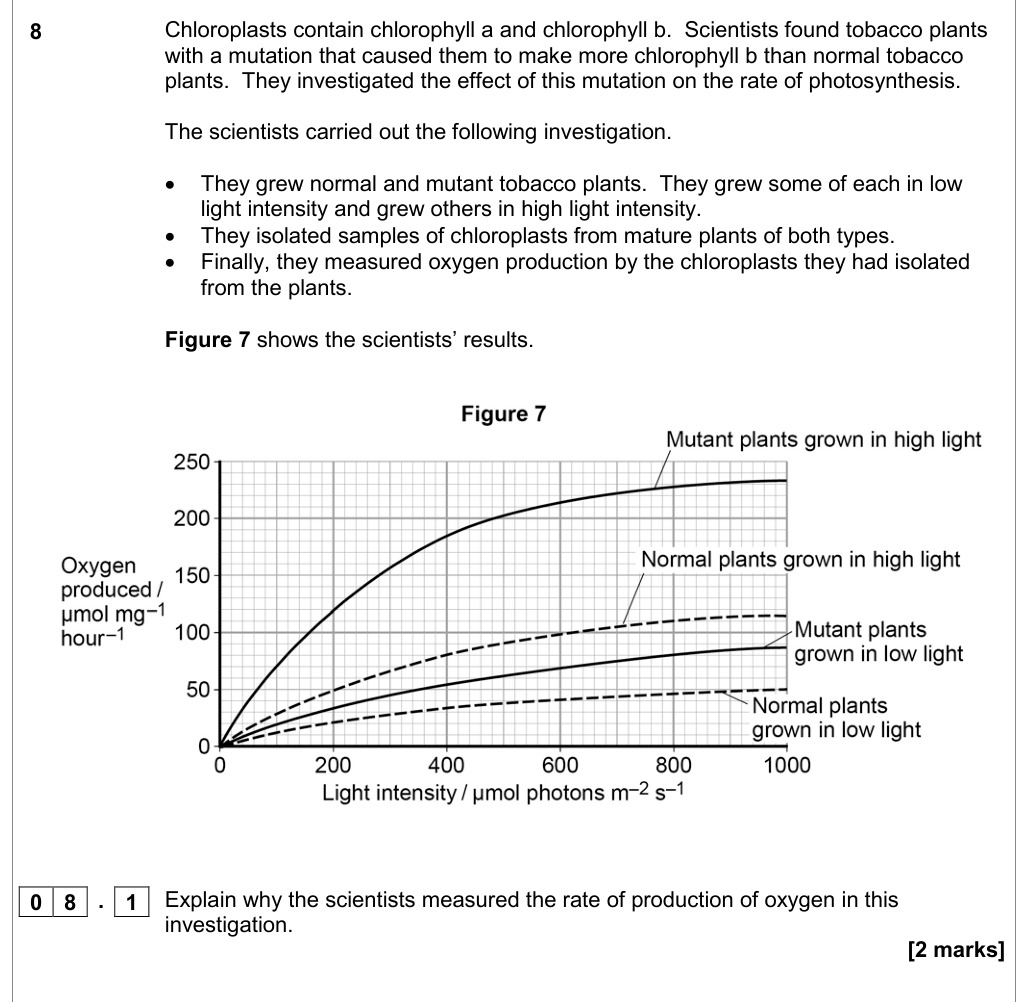 8
Chloroplasts contain chlorophyll a and chlorophyll b. Scientists found tobacco plants
with a mutation that caused them to make more chlorophyll b than normal tobacco
plants. They investigated the effect of this mutation on the rate of photosynthesis.
The scientists carried out the following investigation.
• They grew normal and mutant tobacco plants. They grew some of each in low
light intensity and grew others in high light intensity.
• They isolated samples of chloroplasts from mature plants of both types.
• Finally, they measured oxygen production by the chloroplasts they had isolated
from the plants.
Figure 7 shows the scientists’ results.
Figure 7
Mutant plants grown in high light
250
200
Normal plants grown in high light
Oxygen
produced /
µmol mg–1
hour–1
150
100
Mutant plants
grown in low light
50
Normal plants
grown in low light
0
0 200 400 600 800 1000
Light intensity / µmol photons m–2 s–1
0 8 . 1 Explain why the scientists measured the rate of production of oxygen in this
investigation.
[2 marks]